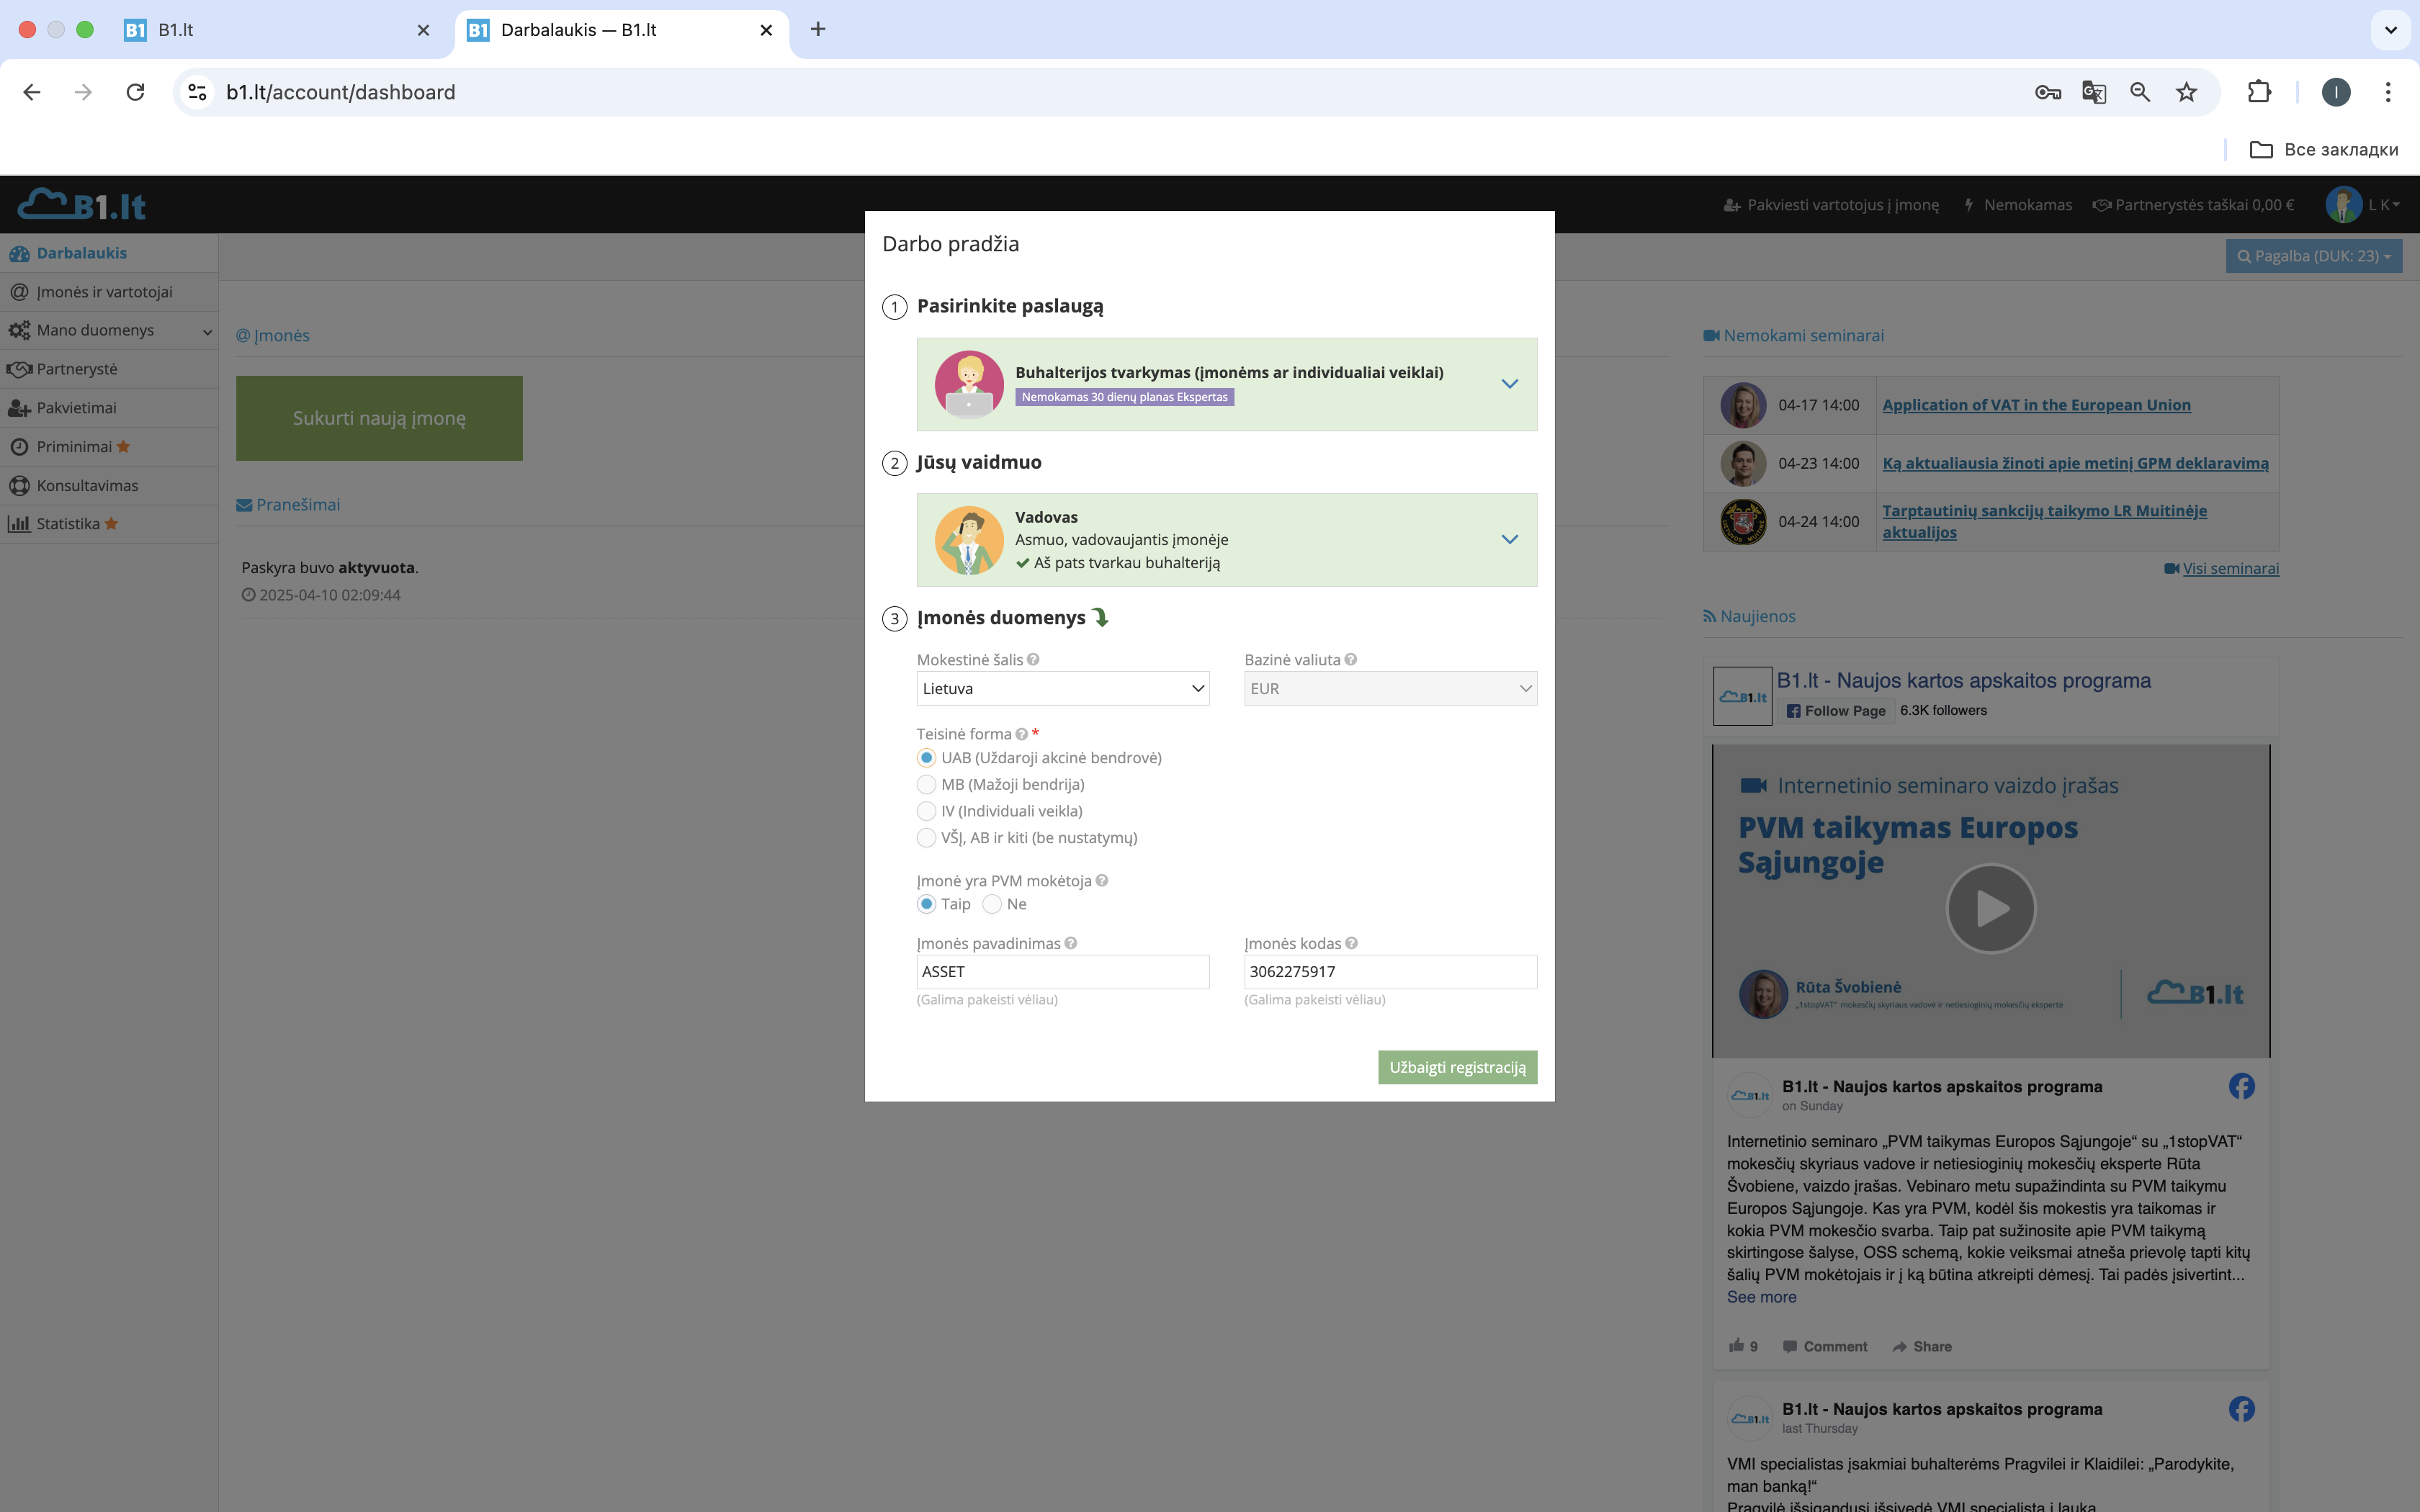 B1 B1.lt
B1 Darbalaukis — B1.lt
b1.lt/account/dashboard
I
Все закладки
B1.lt
Pakviesti vartotojus į įmonę
Nemokamas
Partnerystės taškai 0,00 €
L K
Darbalaukis
Įmonės ir vartotojai
Mano duomenys
Partnerystė
Pakvietimai
Priminimai
Konsultavimas
Statistika
Pagalba (DUK: 23)
@ Įmonės
Sukurti naują įmonę
Pranešimai
Paskyra buvo aktyvuota.
2025-04-10 02:09:44
Darbo pradžia
1 Pasirinkite paslaugą
Buhalterijos tvarkymas (įmonėms ar individualiai veiklai)
Nemokamas 30 dienų planas Ekspertas
2 Jūsų vaidmuo
Vadovas
Asmuo, vadovaujantis įmonėje
Aš pats tvarkau buhalteriją
3 Įmonės duomenys
Mokestinė šalis
Lietuva
Bazinė valiuta
EUR
Teisinė forma *
UAB (Uždaroji akcinė bendrovė)
MB (Mažoji bendrija)
IV (Individuali veikla)
VŠĮ, AB ir kiti (be nustatymų)
Įmonė yra PVM mokėtoja
Taip Ne
Įmonės pavadinimas
ASSET
(Galima pakeisti vėliau)
Įmonės kodas
3062275917
(Galima pakeisti vėliau)
Užbaigti registraciją
Nemokami seminarai
04-17 14:00 Application of VAT in the European Union
04-23 14:00 Ką aktualiausia žinoti apie metinį GPM deklaravimą
04-24 14:00 Tarptautinių sankcijų taikymo LR Muitinėje
aktualijos
Visi seminarai
Naujienos
B1.lt
B1.lt - Naujos kartos apskaitos programa
Follow Page 6.3K followers
Internetinio seminaro vaizdo įrašas
PVM taikymas Europos
Sąjungoje
Rūta Švobienė
„1stopVAT“ mokesčių skyriaus vadovė ir netiesioginių mokesčių ekspertė
B1.lt
B1.lt
B1.lt - Naujos kartos apskaitos programa
on Sunday
Internetinio seminaro „PVM taikymas Europos Sąjungoje“ su „1stopVAT“
mokesčių skyriaus vadove ir netiesioginių mokesčių eksperte Rūta
Švobiene, vaizdo įrašas. Vebinaro metu supažindinta su PVM taikymu
Europos Sąjungoje. Kas yra PVM, kodėl šis mokestis yra taikomas ir
kokia PVM mokesčio svarba. Taip pat sužinosite apie PVM taikymą
skirtingose šalyse, OSS schemą, kokie veiksmai atneša prievolę tapti kitų
šalių PVM mokėtojais ir į ką būtina atkreipti dėmesį. Tai padės įsivertint...
See more
9 Comment Share
B1.lt
B1.lt - Naujos kartos apskaitos programa
last Thursday
VMI specialistas įsakmiai buhalterėms Pragvilei ir Klaidilei: „Parodykite,
man banką!“
Pragvilė išsigandusi išsivedė VMI specialistą į lauką